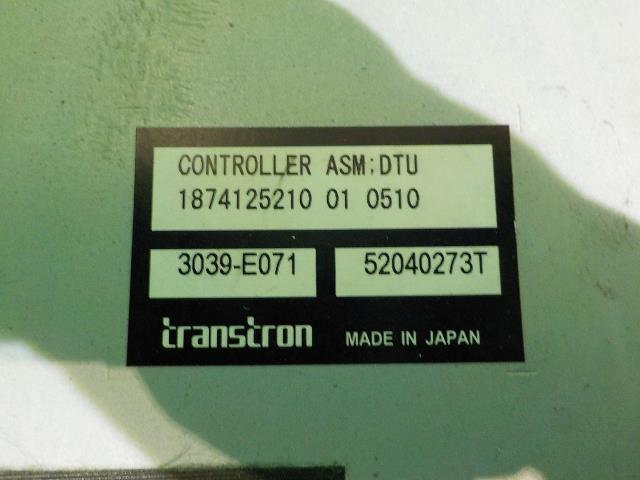 CONTROLLER ASM;DTU
1874125210 01 0510
3039-E071 52040273T
transtron MADE IN JAPAN